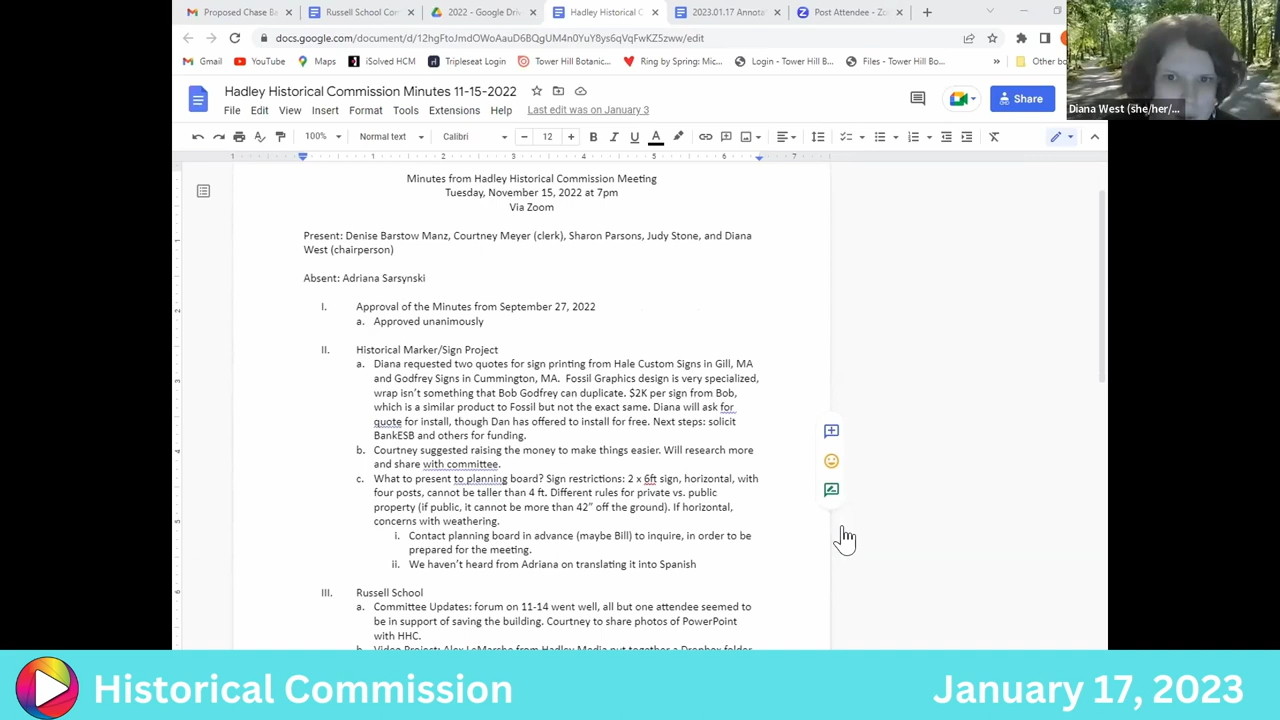 Proposed Chase B
Russell School Con
2022 - Google Driv
Hadley Historical C
2023.01.17 Annota
Post Attendee - Zo
docs.google.com/document/d/12hgFtoJmdOWoAauD6BQgUM4n0YuY8ys6qVqFwKZ5zww/edit
Gmail
YouTube
Maps
iSolved HCM
Tripleseat Login
Tower Hill Botanic...
Ring by Spring: Mic...
Login - Tower Hill B...
Files - Tower Hill Bo...
Other bo
Diana West (she/her/...
Hadley Historical Commission Minutes 11-15-2022
File Edit View Insert Format Tools Extensions Help Last edit was on January 3
Share
100% Normal text Calibri 12
Minutes from Hadley Historical Commission Meeting
Tuesday, November 15, 2022 at 7pm
Via Zoom
Present: Denise Barstow Manz, Courtney Meyer (clerk), Sharon Parsons, Judy Stone, and Diana
West (chairperson)
Absent: Adriana Sarsynski
I. Approval of the Minutes from September 27, 2022
a. Approved unanimously
II. Historical Marker/Sign Project
a. Diana requested two quotes for sign printing from Hale Custom Signs in Gill, MA
and Godfrey Signs in Cummington, MA. Fossil Graphics design is very specialized,
wrap isn't something that Bob Godfrey can duplicate. $2K per sign from Bob,
which is a similar product to Fossil but not the exact same. Diana will ask for
quote for install, though Dan has offered to install for free. Next steps: solicit
BankESB and others for funding.
b. Courtney suggested raising the money to make things easier. Will research more
and share with committee.
c. What to present to planning board? Sign restrictions: 2 x 6ft sign, horizontal, with
four posts, cannot be taller than 4 ft. Different rules for private vs. public
property (if public, it cannot be more than 42" off the ground). If horizontal,
concerns with weathering.
i. Contact planning board in advance (maybe Bill) to inquire, in order to be
prepared for the meeting.
ii. We haven't heard from Adriana on translating it into Spanish
III. Russell School
a. Committee Updates: forum on 11-14 went well, all but one attendee seemed to
be in support of saving the building. Courtney to share photos of PowerPoint
with HHC.
b. Video Project: Alex LaMarche from Hadley Media put together a Dropbox folder
Historical Commission
January 17, 2023